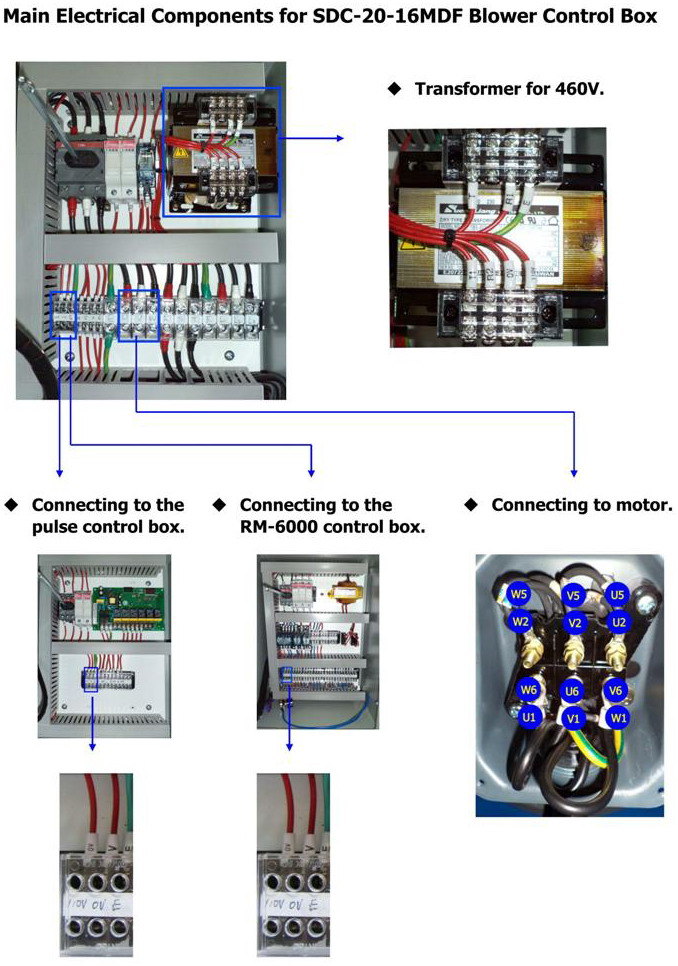 Main Electrical Components for SDC-20-16MDF Blower Control Box
◆ Transformer for 460V.
◆ Connecting to the
pulse control box.
◆ Connecting to the
RM-6000 control box.
◆ Connecting to motor.
W5 V5 U5
W2 V2 U2
W6 U6 V6
U1 V1 W1
0V V E
110V 0V E
0V V E
110V 0V E